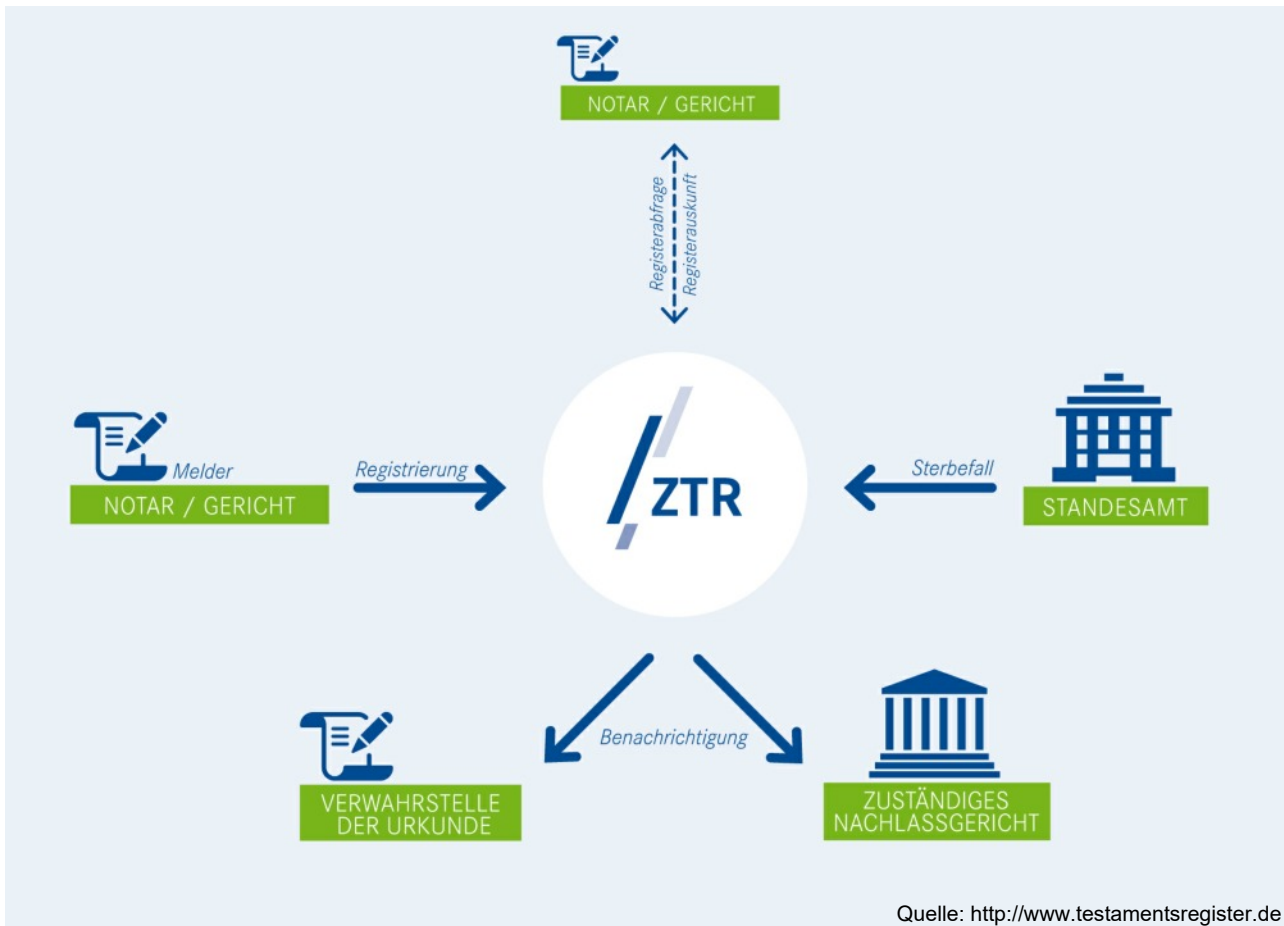 NOTAR / GERICHT
Registerabfrage
Registerauskunft
Melder
NOTAR / GERICHT
Registrierung
ZTR
Sterbefall
STANDESAMT
Benachrichtigung
VERWAHRSTELLE
DER URKUNDE
ZUSTÄNDIGES
NACHLASSGERICHT
Quelle: http://www.testamentsregister.de